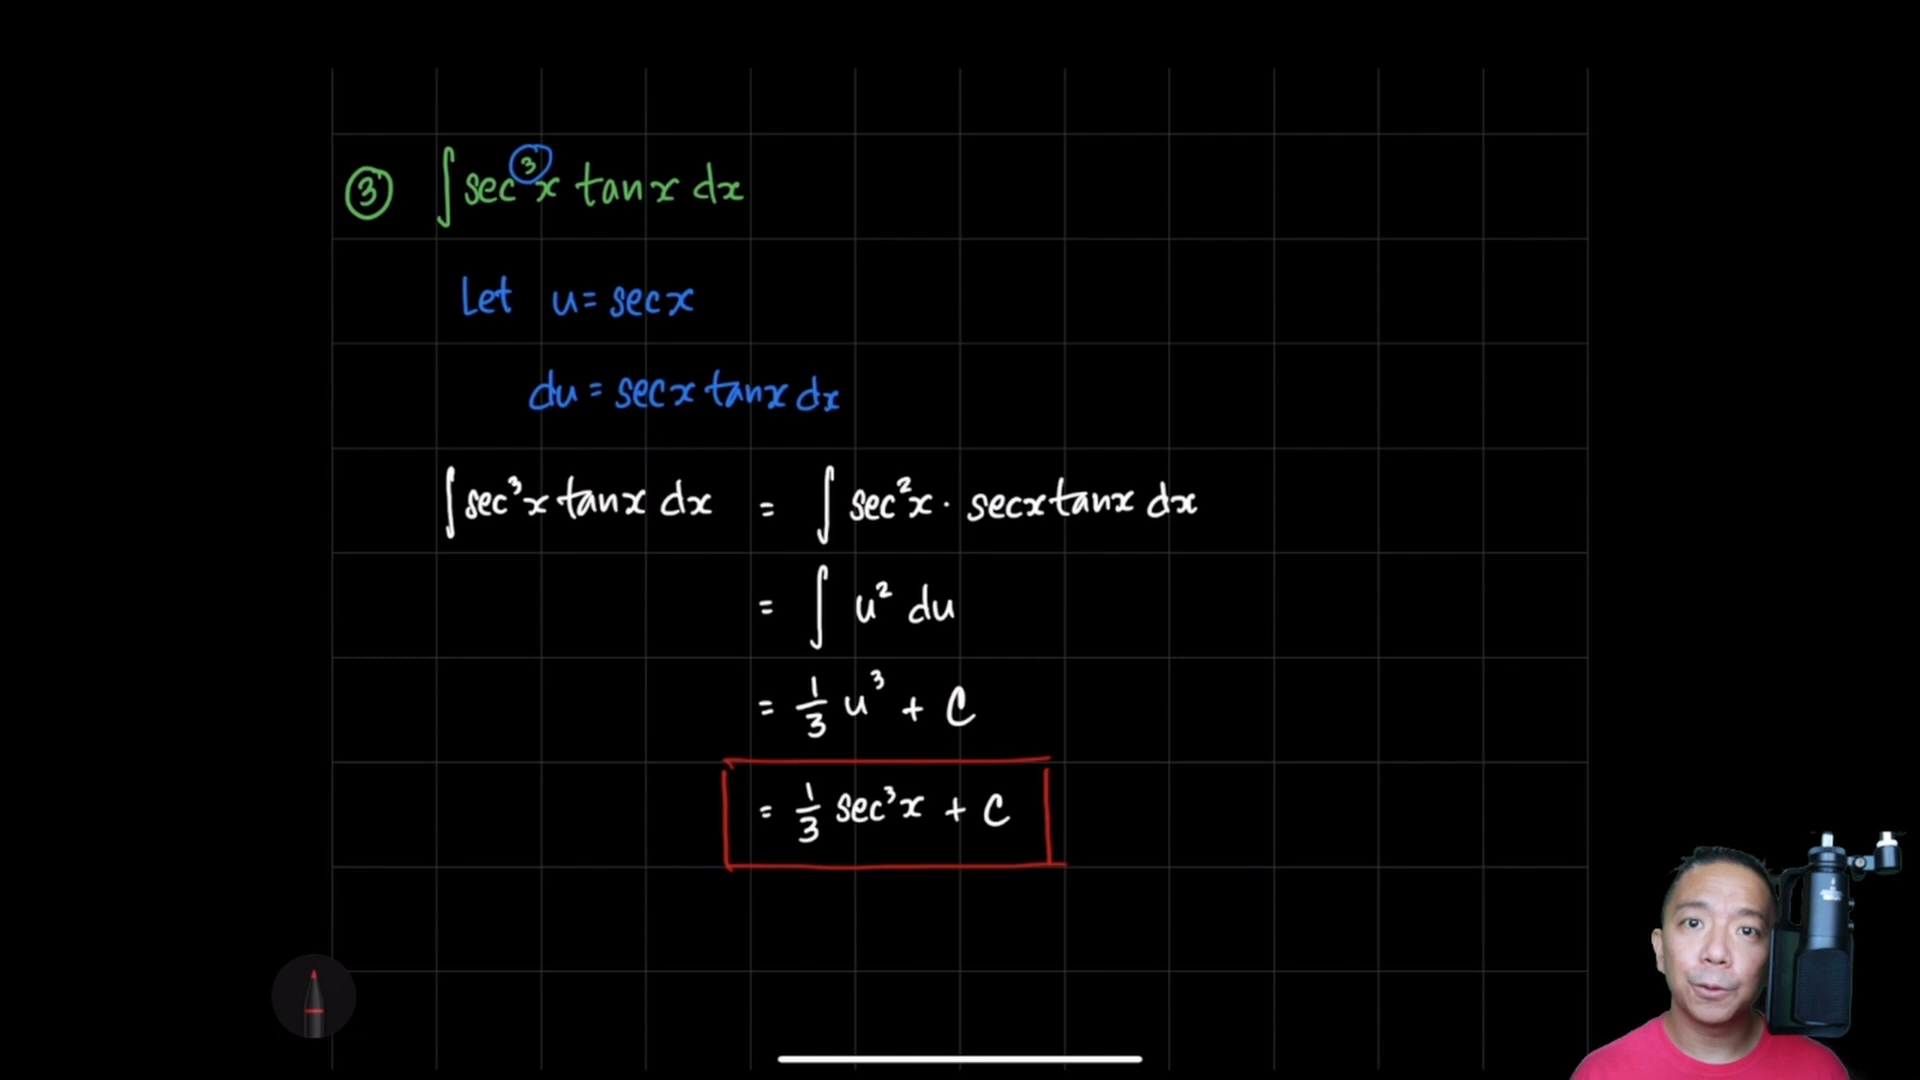 ③ ∫ sec³x tanx dx
Let u = secx
du = secx tanx dx
∫ sec³x tanx dx = ∫ sec²x · secx tanx dx
= ∫ u² du
= 1/3 u³ + C
= 1/3 sec³x + C